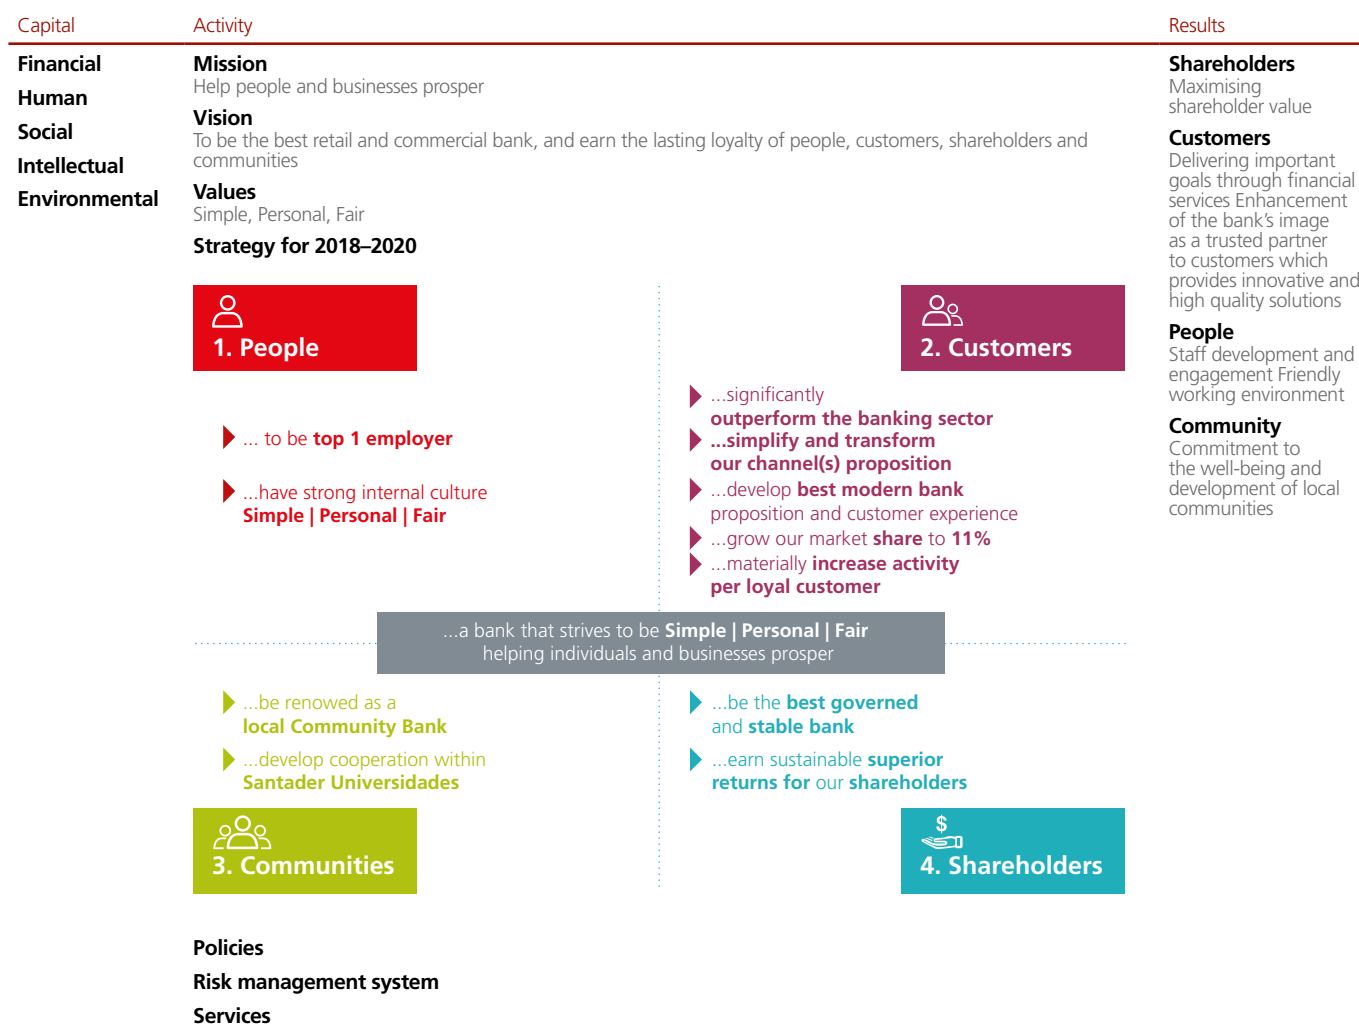 Capital
Activity
Results
Financial
Human
Social
Intellectual
Environmental
Mission
Help people and businesses prosper
Vision
To be the best retail and commercial bank, and earn the lasting loyalty of people, customers, shareholders and
communities
Values
Simple, Personal, Fair
Strategy for 2018–2020
1. People
... to be top 1 employer
...have strong internal culture
Simple | Personal | Fair
2. Customers
...significantly
outperform the banking sector
...simplify and transform
our channel(s) proposition
...develop best modern bank
proposition and customer experience
...grow our market share to 11%
...materially increase activity
per loyal customer
...a bank that strives to be Simple | Personal | Fair
helping individuals and businesses prosper
...be renowed as a
local Community Bank
...develop cooperation within
Santader Universidades
3. Communities
...be the best governed
and stable bank
...earn sustainable superior
returns for our shareholders
$
4. Shareholders
Policies
Risk management system
Services
Shareholders
Maximising
shareholder value
Customers
Delivering important
goals through financial
services Enhancement
of the bank's image
as a trusted partner
to customers which
provides innovative and
high quality solutions
People
Staff development and
engagement Friendly
working environment
Community
Commitment to
the well-being and
development of local
communities